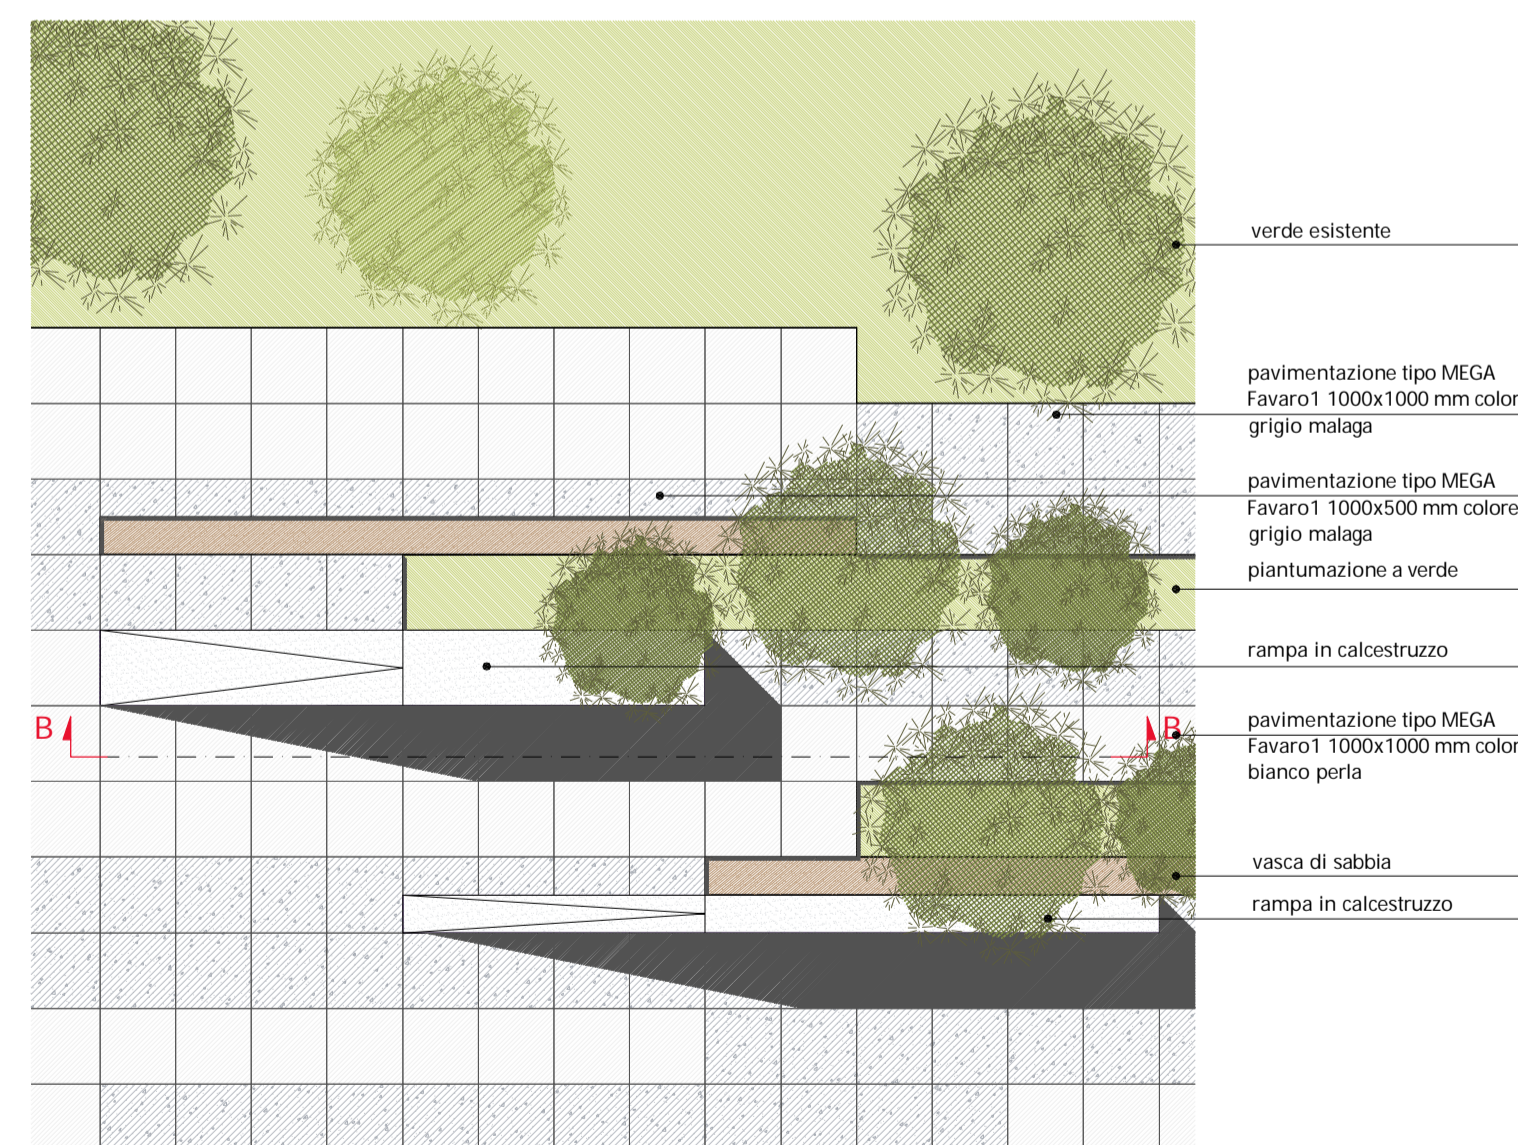 verde esistente
pavimentazione tipo MEGA
Favaro1 1000x1000 mm color
grigio malaga
pavimentazione tipo MEGA
Favaro1 1000x500 mm colore
grigio malaga
piantumazione a verde
rampa in calcestruzzo
B
B
pavimentazione tipo MEGA
Favaro1 1000x1000 mm color
bianco perla
vasca di sabbia
rampa in calcestruzzo